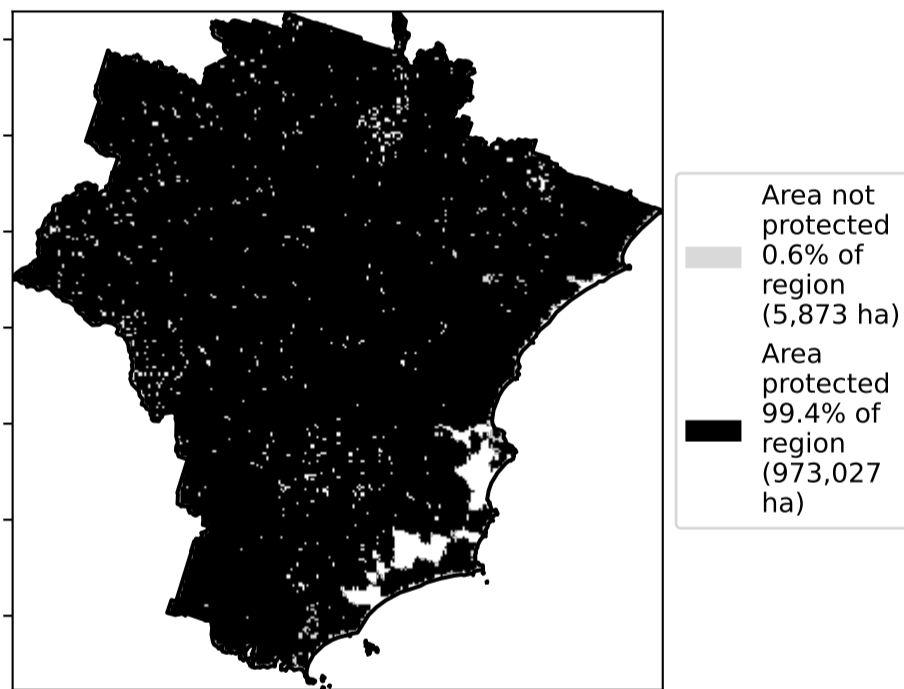 Area not
protected
0.6% of
region
(5,873 ha)
Area
protected
99.4% of
region
(973,027
ha)